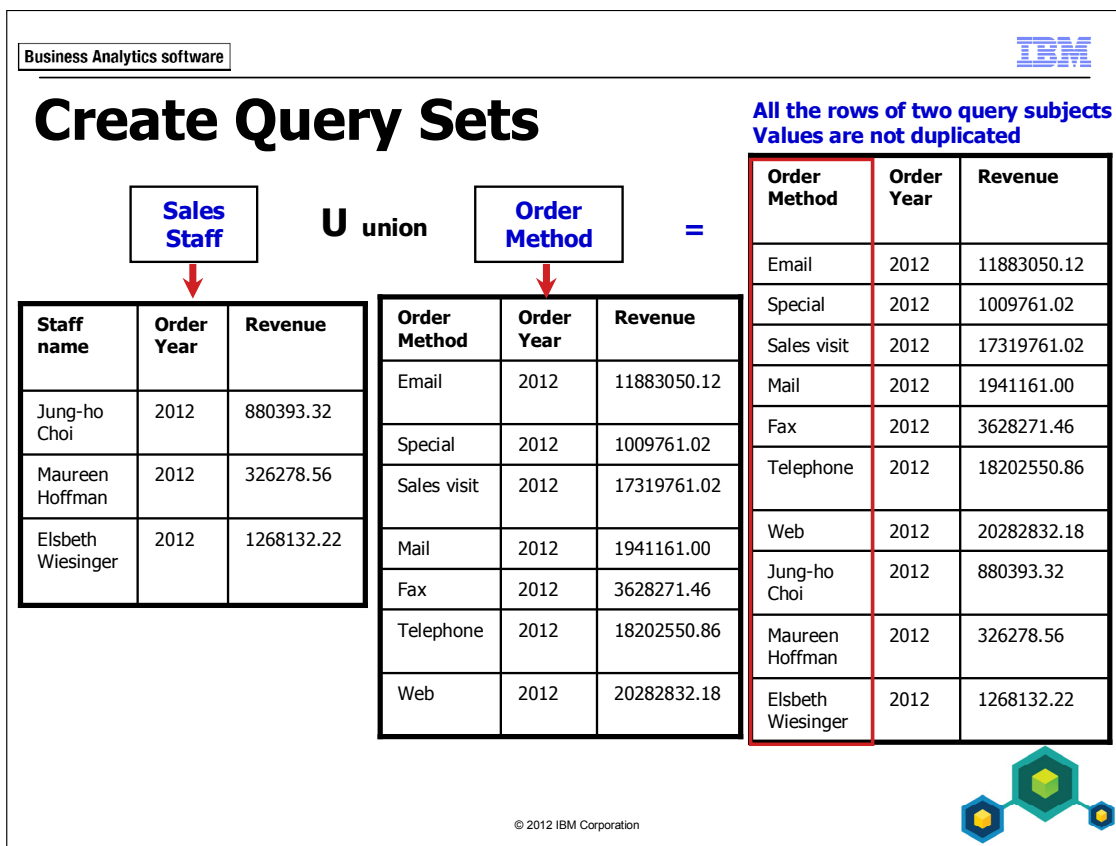 Business Analytics software
IBM
Create Query Sets
All the rows of two query subjects
Values are not duplicated
Sales
Staff
U union
Order
Method
=
Staff
name
Order
Year
Revenue
Jung-ho
Choi
2012
880393.32
Maureen
Hoffman
2012
326278.56
Elsbeth
Wiesinger
2012
1268132.22
Order
Method
Order
Year
Revenue
Email
2012
11883050.12
Special
2012
1009761.02
Sales visit
2012
17319761.02
Mail
2012
1941161.00
Fax
2012
3628271.46
Telephone
2012
18202550.86
Web
2012
20282832.18
Order
Method
Order
Year
Revenue
Email
2012
11883050.12
Special
2012
1009761.02
Sales visit
2012
17319761.02
Mail
2012
1941161.00
Fax
2012
3628271.46
Telephone
2012
18202550.86
Web
2012
20282832.18
Jung-ho
Choi
2012
880393.32
Maureen
Hoffman
2012
326278.56
Elsbeth
Wiesinger
2012
1268132.22
© 2012 IBM Corporation